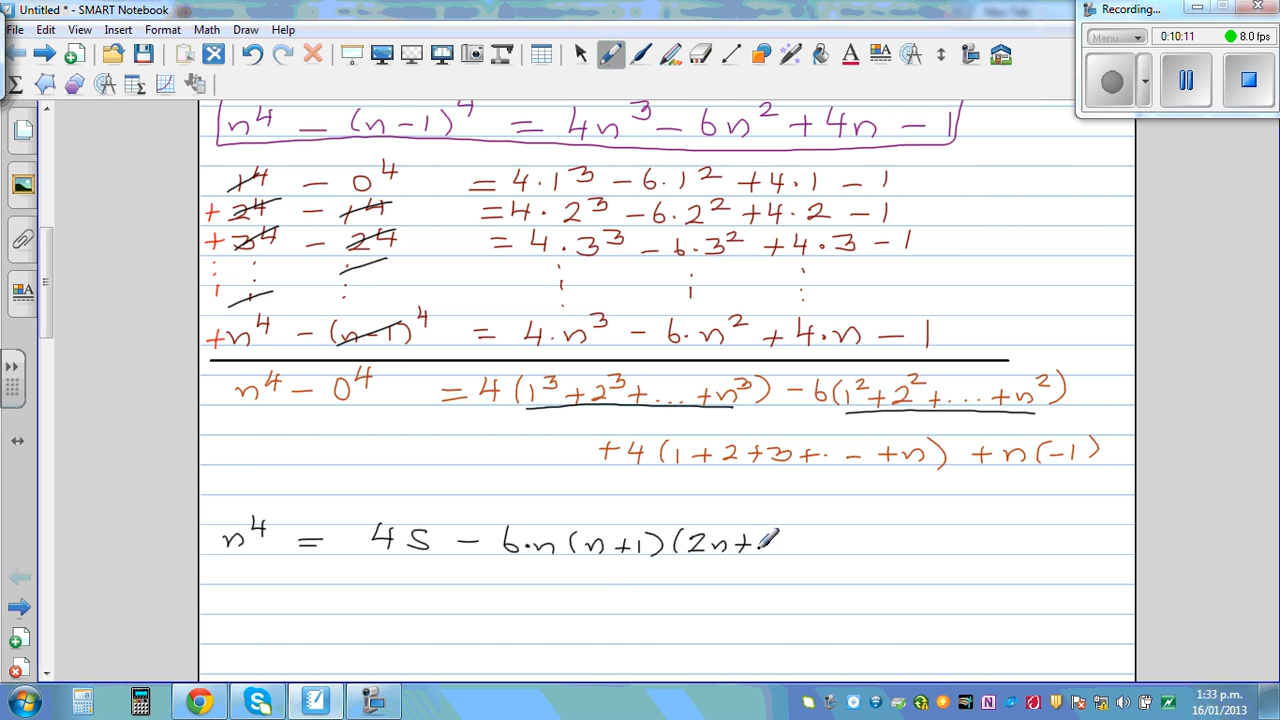 Untitled * - SMART Notebook
Recording...
File Edit View Insert Format Math Draw Help
Menu
0:10:11
8.0 fps
n⁴ – (n–1)⁴ = 4n³ – 6n² + 4n – 1
1⁴ – 0⁴ = 4·1³ – 6·1² + 4·1 – 1
+ 2⁴ – 1⁴ = 4·2³ – 6·2² + 4·2 – 1
+ 3⁴ – 2⁴ = 4·3³ – 6·3² + 4·3 – 1
⋮ ⋮ ⋮ ⋮ ⋮ ⋮
+n⁴ – (n–1)⁴ = 4·n³ – 6·n² + 4·n – 1
n⁴ – 0⁴ = 4(1³+2³+...+n³) – 6(1²+2²+...+n²)
+4(1+2+3+..–+n) +n(–1)
n⁴ = 4S – 6·n(n+1)(2n+
1:33 p.m.
16/01/2013